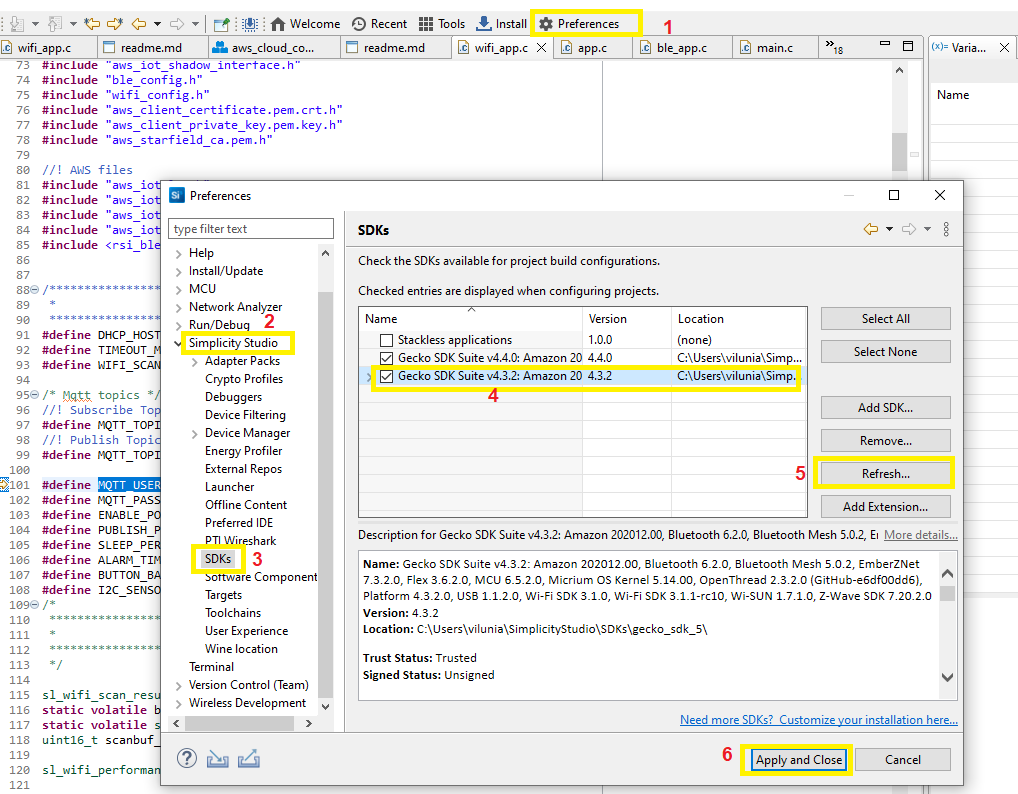 Welcome Recent Tools Install Preferences 1
wifi_app.c readme.md aws_cloud_co... readme.md wifi_app.c app.c ble_app.c main.c »18 (x)= Varia...
Name
73 #include "aws_iot_shadow_interface.h"
74 #include "ble_config.h"
75 #include "wifi_config.h"
76 #include "aws_client_certificate.pem.crt.h"
77 #include "aws_client_private_key.pem.key.h"
78 #include "aws_starfield_ca.pem.h"
79
80 //! AWS files
81 #include "aws_iot
82 #include "aws_iot
83 #include "aws_iot
84 #include "aws_iot
85 #include <rsi_ble
86
87
88 /*********************
89 *
90 *********************
91 #define DHCP_HOST
92 #define TIMEOUT_M
93 #define WIFI_SCAN
94
95 /* Mqtt topics */
96 //! Subscribe Top
97 #define MQTT_TOPI
98 //! Publish Topic
99 #define MQTT_TOPI
100
101 #define MQTT_USER
102 #define MQTT_PASS
103 #define ENABLE_PO
104 #define PUBLISH_P
105 #define SLEEP_PER
106 #define ALARM_TIM
107 #define BUTTON_BA
108 #define I2C_SENSO
109 /*
110 *********************
111 *
112 *********************
113 */
114
115 sl_wifi_scan_resu
116 static volatile b
117 static volatile s
118 uint16_t scanbuf_
119
120 sl_wifi_performan
121
Si Preferences
type filter text
Help
Install/Update
MCU
Network Analyzer
Run/Debug 2
Simplicity Studio
Adapter Packs
Crypto Profiles
Debuggers
Device Filtering
Device Manager
Energy Profiler
External Repos
Launcher
Offline Content
Preferred IDE
PTI Wireshark
SDKs 3
Software Component
Targets
Toolchains
User Experience
Wine location
Terminal
Version Control (Team)
Wireless Development
SDKs
Check the SDKs available for project build configurations.
Checked entries are displayed when configuring projects.
Name Version Location
Stackless applications 1.0.0 (none)
Gecko SDK Suite v4.4.0: Amazon 20 4.4.0 C:\Users\vilunia\Simp...
Gecko SDK Suite v4.3.2: Amazon 20 4.3.2 C:\Users\vilunia\Simp...
4
Select All
Select None
Add SDK...
Remove...
5 Refresh...
Add Extension...
Description for Gecko SDK Suite v4.3.2: Amazon 202012.00, Bluetooth 6.2.0, Bluetooth Mesh 5.0.2, Er More details...
Name: Gecko SDK Suite v4.3.2: Amazon 202012.00, Bluetooth 6.2.0, Bluetooth Mesh 5.0.2, EmberZNet
7.3.2.0, Flex 3.6.2.0, MCU 6.5.2.0, Micrium OS Kernel 5.14.00, OpenThread 2.3.2.0 (GitHub-e6df00dd6),
Platform 4.3.2.0, USB 1.1.2.0, Wi-Fi SDK 3.1.0, Wi-Fi SDK 3.1.1-rc10, Wi-SUN 1.7.1.0, Z-Wave SDK 7.20.2.0
Version: 4.3.2
Location: C:\Users\vilunia\SimplicityStudio\SDKs\gecko_sdk_5\
Trust Status: Trusted
Signed Status: Unsigned
Need more SDKs? Customize your installation here...
6 Apply and Close Cancel